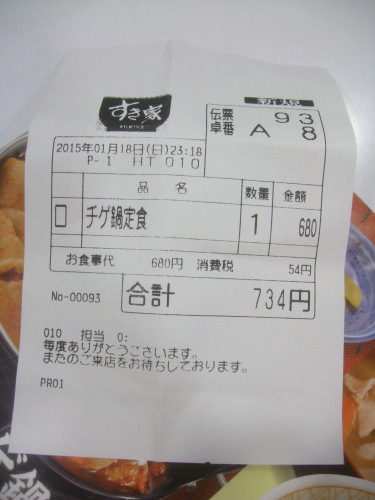 すき家
新規
伝票 93
卓番 A 8
2015年01月18日(日)23:18
P-1 HT 010
品 名 数量 金額
□ チゲ鍋定食 1 680
お食事代 680円 消費税 54円
No-00093 合計 734円
010 担当 0:
毎度ありがとうございます。
またのご来店をお待ちしております。
PR01